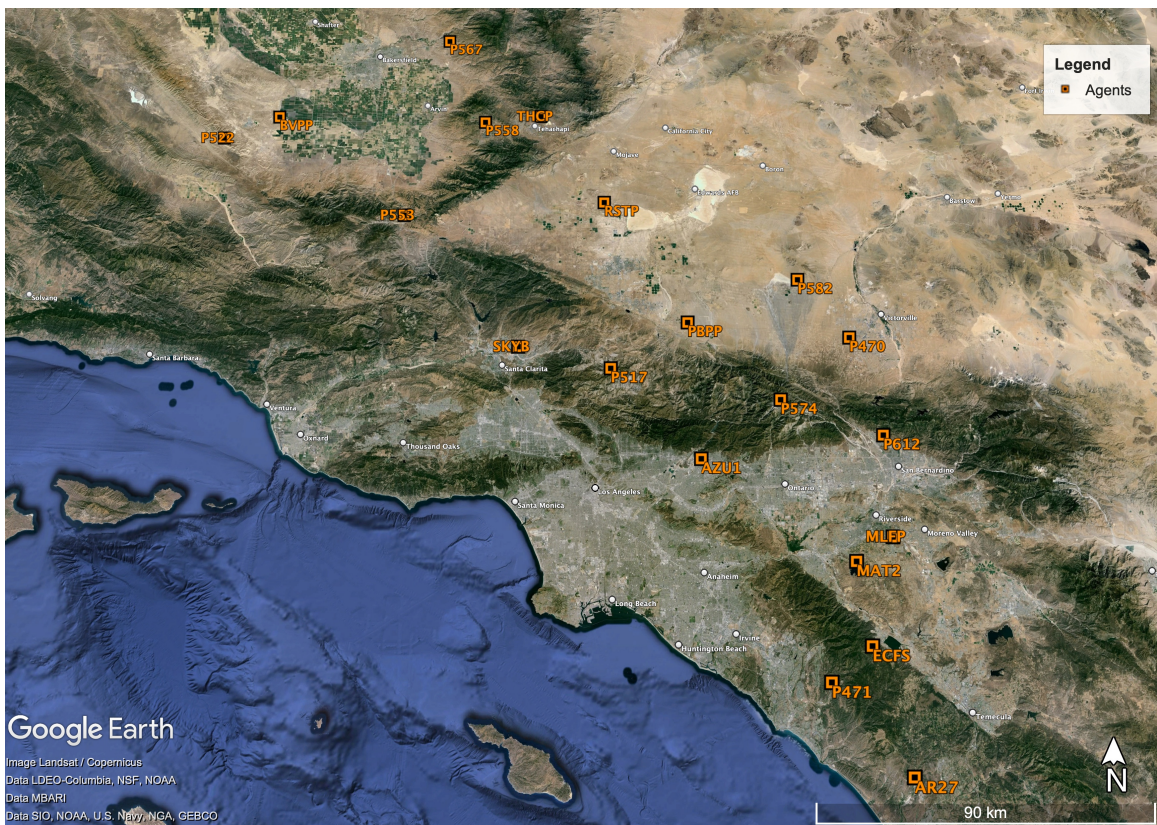 Shafter
P567
Bakersfield
Legend
Agents
Fort I
Arvin
BVPP
THCP
P558
Tehachapi
California City
P522
Mojave
Boron
Edwards AFB
Barstow
Yermo
RSTP
P553
P582
Solvang
Victorville
PBPP
P470
SKYB
Santa Barbara
Santa Clarita
P517
P574
Ventura
Oxnard
Thousand Oaks
P612
AZU1
San Bernardino
Ontario
Los Angeles
Santa Monica
Riverside
Moreno Valley
MLFP
MAT2
Anaheim
Long Beach
Irvine
Huntington Beach
ECFS
P471
Temecula
Google Earth
Image Landsat / Copernicus
Data LDEO-Columbia, NSF, NOAA
Data MBARI
Data SIO, NOAA, U.S. Navy, NGA, GEBCO
AR27
N
90 km